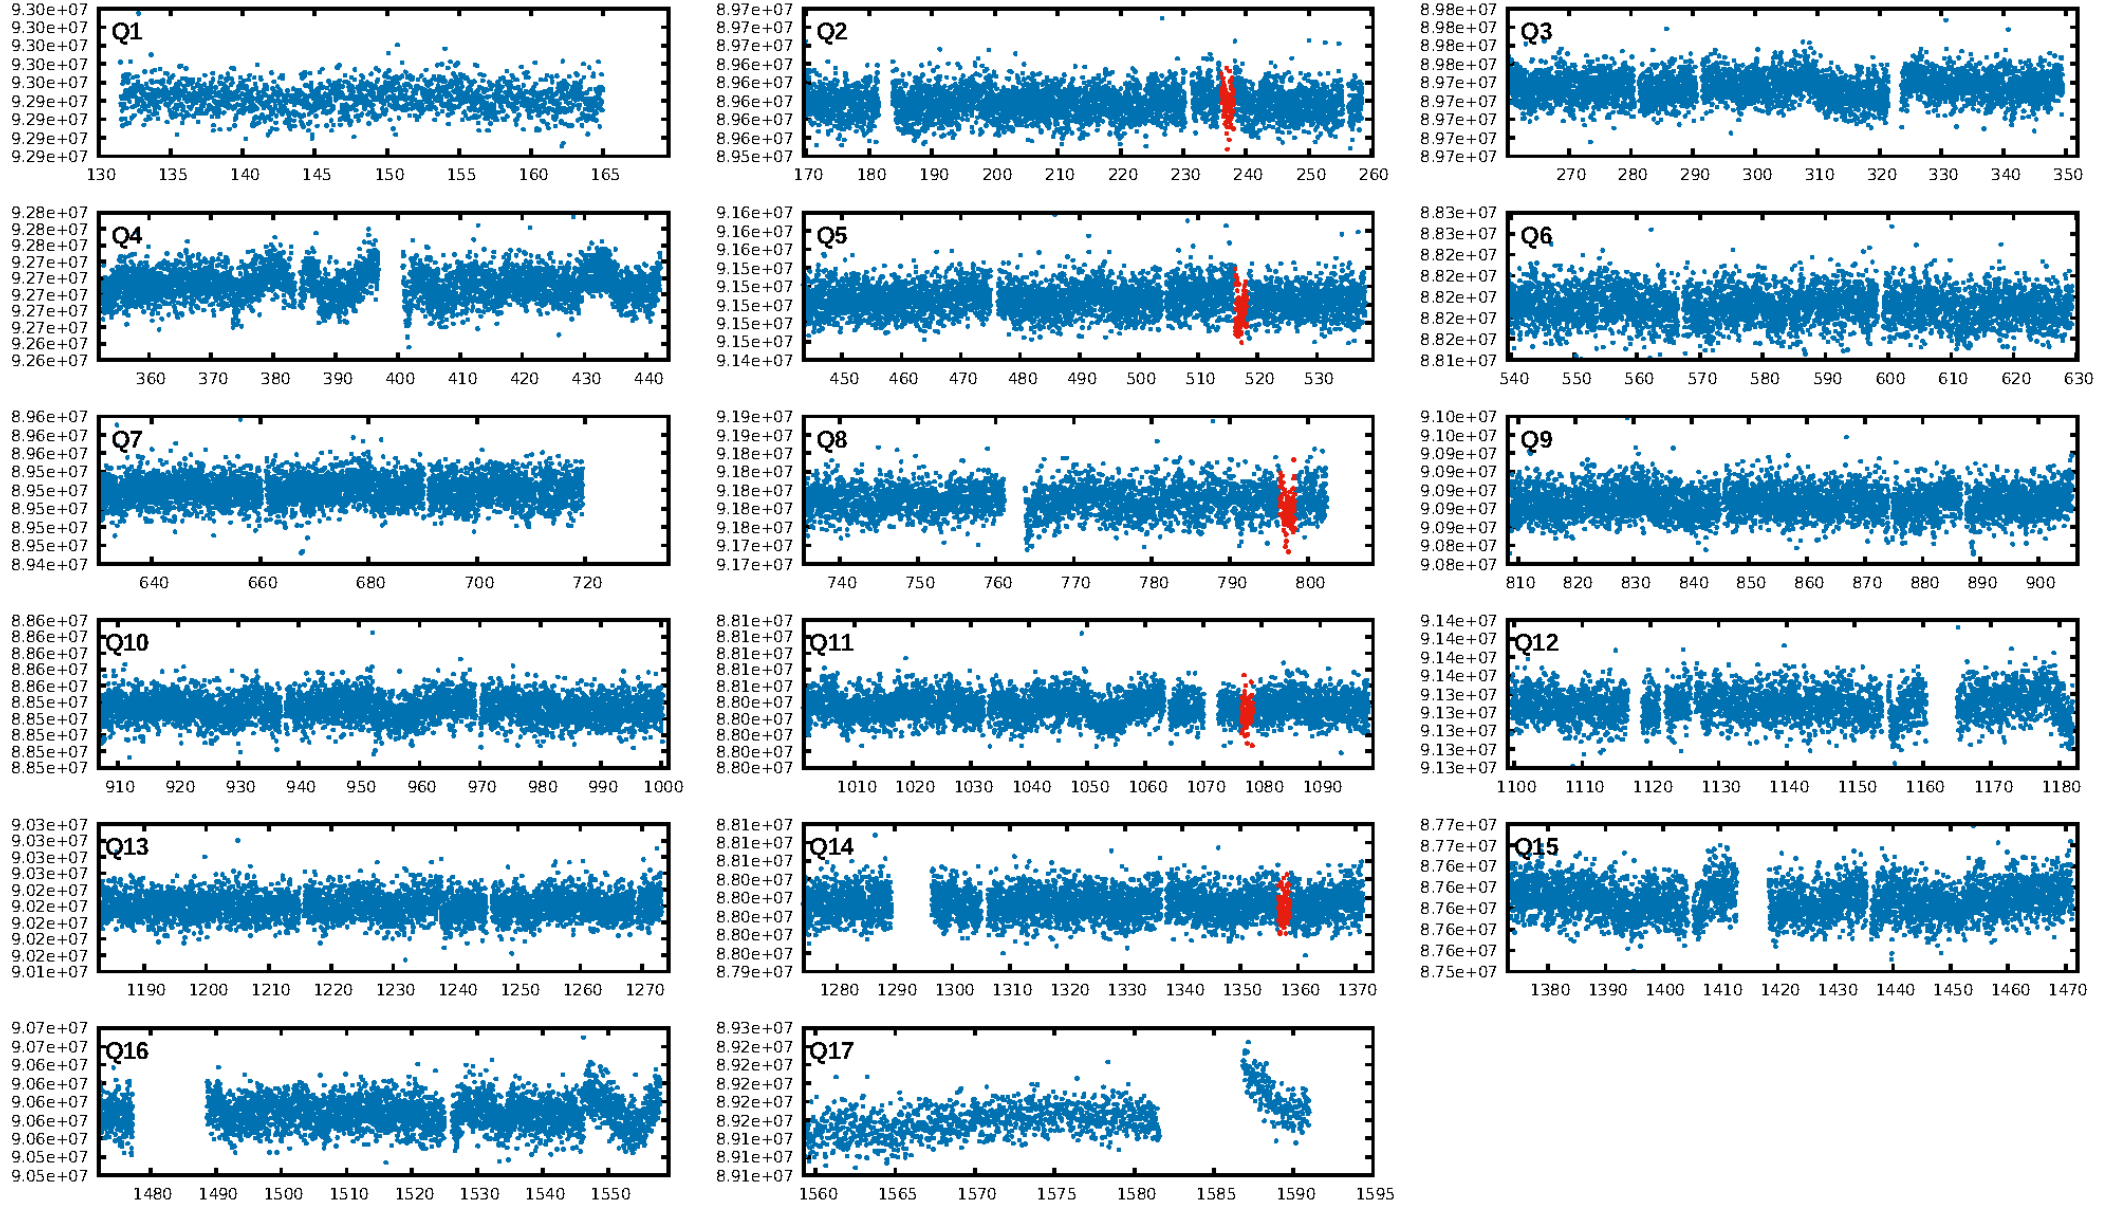 9.30e+07 9.30e+07 9.30e+07 9.30e+07 9.29e+07 9.29e+07 9.29e+07 9.29e+07 9.29e+07
Q1
130 135 140 145 150 155 160 165
8.97e+07 8.97e+07 8.97e+07 8.96e+07 8.96e+07 8.96e+07 8.96e+07 8.96e+07 8.95e+07
Q2
170 180 190 200 210 220 230 240 250 260
8.98e+07 8.98e+07 8.98e+07 8.98e+07 8.97e+07 8.97e+07 8.97e+07 8.97e+07 8.97e+07
Q3
270 280 290 300 310 320 330 340 350
9.28e+07 9.28e+07 9.28e+07 9.27e+07 9.27e+07 9.27e+07 9.27e+07 9.27e+07 9.26e+07 9.26e+07
Q4
360 370 380 390 400 410 420 430 440
9.16e+07 9.16e+07 9.16e+07 9.15e+07 9.15e+07 9.15e+07 9.15e+07 9.15e+07 9.14e+07
Q5
450 460 470 480 490 500 510 520 530
8.83e+07 8.83e+07 8.82e+07 8.82e+07 8.82e+07 8.82e+07 8.82e+07 8.81e+07
Q6
540 550 560 570 580 590 600 610 620 630
8.96e+07 8.96e+07 8.95e+07 8.95e+07 8.95e+07 8.95e+07 8.95e+07 8.95e+07 8.94e+07
Q7
640 660 680 700 720
9.19e+07 9.19e+07 9.18e+07 9.18e+07 9.18e+07 9.18e+07 9.18e+07 9.17e+07 9.17e+07
Q8
740 750 760 770 780 790 800
9.10e+07 9.10e+07 9.09e+07 9.09e+07 9.09e+07 9.09e+07 9.09e+07 9.08e+07 9.08e+07
Q9
810 820 830 840 850 860 870 880 890 900
8.86e+07 8.86e+07 8.86e+07 8.86e+07 8.86e+07 8.85e+07 8.85e+07 8.85e+07 8.85e+07 8.85e+07
Q10
910 920 930 940 950 960 970 980 990 1000
8.81e+07 8.81e+07 8.81e+07 8.81e+07 8.81e+07 8.80e+07 8.80e+07 8.80e+07 8.80e+07 8.80e+07
Q11
1010 1020 1030 1040 1050 1060 1070 1080 1090
9.14e+07 9.14e+07 9.14e+07 9.14e+07 9.13e+07 9.13e+07 9.13e+07 9.13e+07 9.13e+07
Q12
1100 1110 1120 1130 1140 1150 1160 1170 1180
9.03e+07 9.03e+07 9.03e+07 9.03e+07 9.02e+07 9.02e+07 9.02e+07 9.02e+07 9.02e+07 9.01e+07
Q13
1190 1200 1210 1220 1230 1240 1250 1260 1270
8.81e+07 8.81e+07 8.81e+07 8.80e+07 8.80e+07 8.80e+07 8.80e+07 8.80e+07 8.79e+07
Q14
1280 1290 1300 1310 1320 1330 1340 1350 1360 1370
8.77e+07 8.77e+07 8.76e+07 8.76e+07 8.76e+07 8.76e+07 8.76e+07 8.75e+07
Q15
1380 1390 1400 1410 1420 1430 1440 1450 1460 1470
9.07e+07 9.07e+07 9.06e+07 9.06e+07 9.06e+07 9.06e+07 9.06e+07 9.05e+07 9.05e+07
Q16
1480 1490 1500 1510 1520 1530 1540 1550
8.93e+07 8.92e+07 8.92e+07 8.92e+07 8.92e+07 8.92e+07 8.91e+07 8.91e+07 8.91e+07
Q17
1560 1565 1570 1575 1580 1585 1590 1595